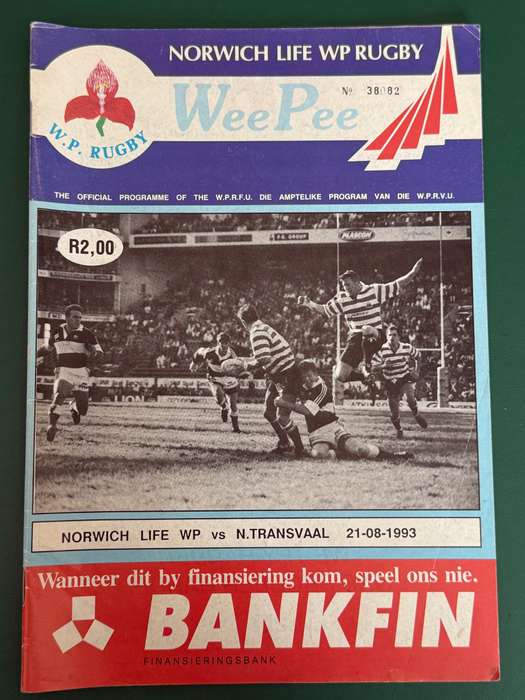 NORWICH LIFE WP RUGBY
WeePee
No 38082
W.P. RUGBY
THE OFFICIAL PROGRAMME OF THE W.P.R.F.U. DIE AMPTELIKE PROGRAM VAN DIE W.P.R.V.U.
R2,00
P.G. GROUP
PLASCON
NORWICH LIFE WP vs N.TRANSVAAL 21-08-1993
Wanneer dit by finansiering kom, speel ons nie.
BANKFIN
FINANSIERINGSBANK